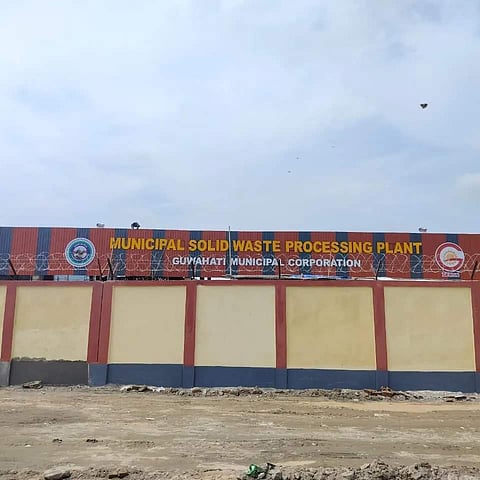 MUNICIPAL SOLID WASTE PROCESSING PLANT
GUWAHATI MUNICIPAL CORPORATION